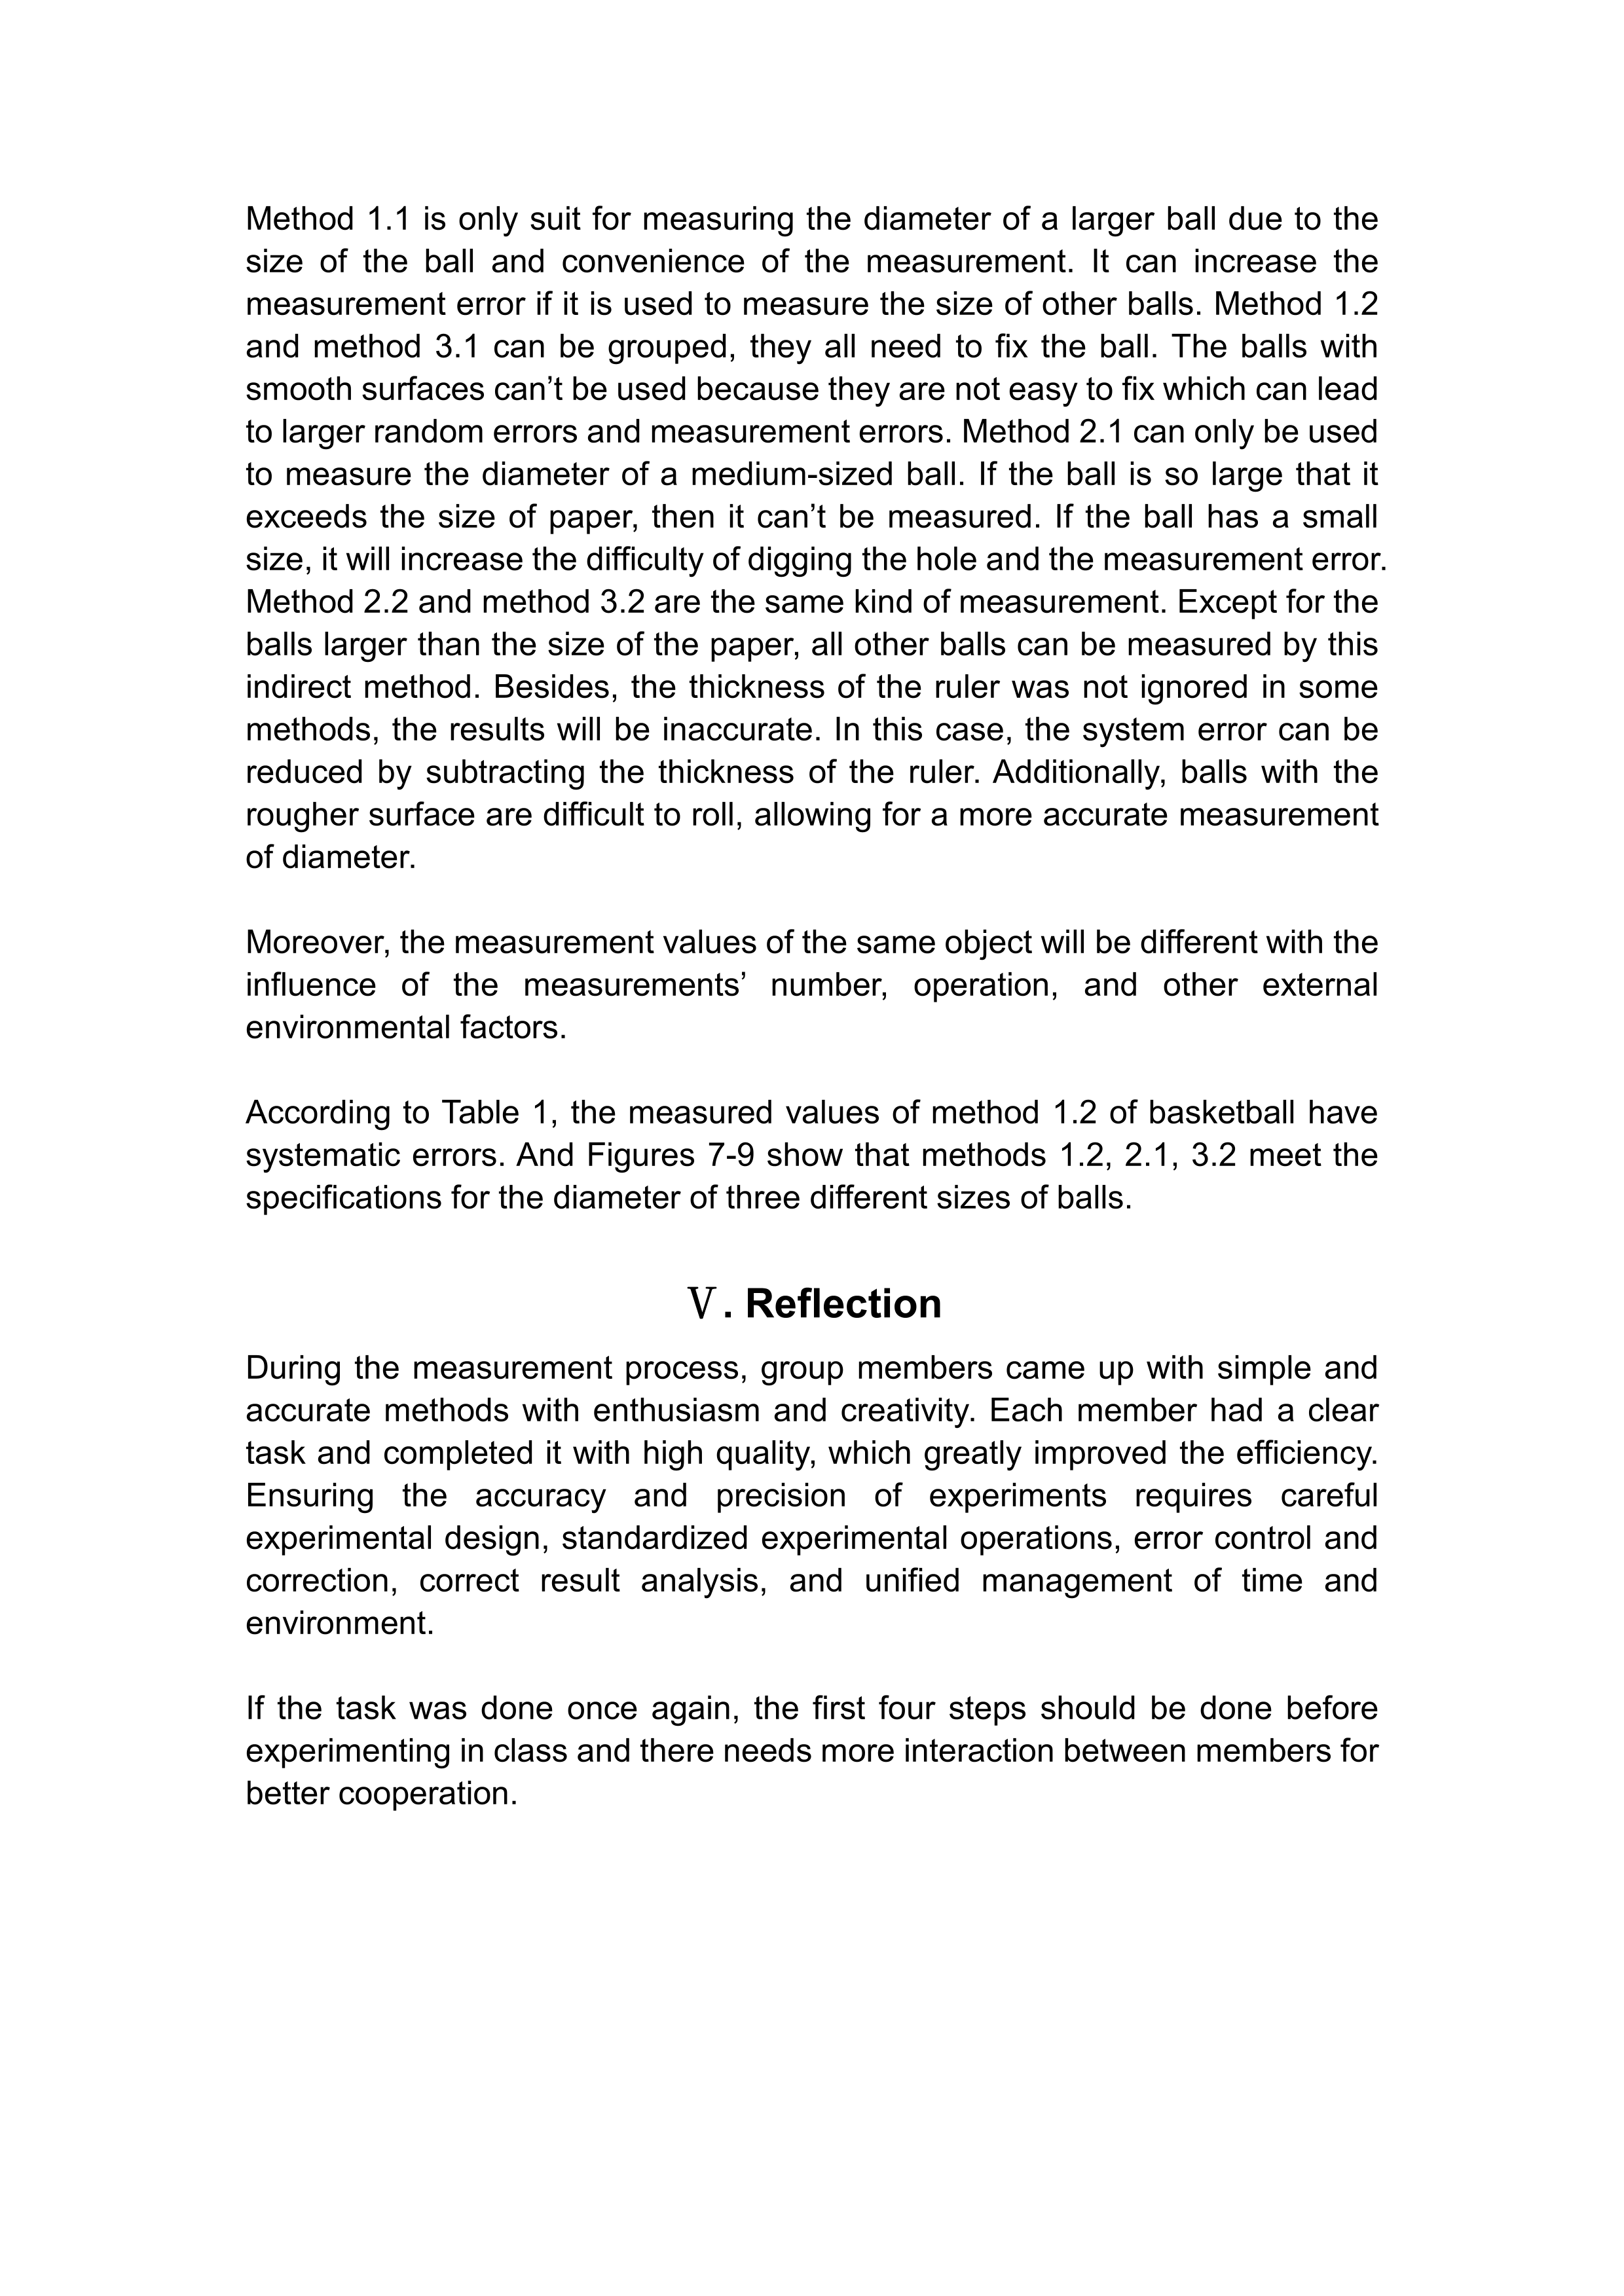 Method 1.1 is only suit for measuring the diameter of a larger ball due to the
size of the ball and convenience of the measurement. It can increase the
measurement error if it is used to measure the size of other balls. Method 1.2
and method 3.1 can be grouped, they all need to fix the ball. The balls with
smooth surfaces can’t be used because they are not easy to fix which can lead
to larger random errors and measurement errors. Method 2.1 can only be used
to measure the diameter of a medium-sized ball. If the ball is so large that it
exceeds the size of paper, then it can’t be measured. If the ball has a small
size, it will increase the difficulty of digging the hole and the measurement error.
Method 2.2 and method 3.2 are the same kind of measurement. Except for the
balls larger than the size of the paper, all other balls can be measured by this
indirect method. Besides, the thickness of the ruler was not ignored in some
methods, the results will be inaccurate. In this case, the system error can be
reduced by subtracting the thickness of the ruler. Additionally, balls with the
rougher surface are difficult to roll, allowing for a more accurate measurement
of diameter.
Moreover, the measurement values of the same object will be different with the
influence of the measurements’ number, operation, and other external
environmental factors.
According to Table 1, the measured values of method 1.2 of basketball have
systematic errors. And Figures 7-9 show that methods 1.2, 2.1, 3.2 meet the
specifications for the diameter of three different sizes of balls.
Ⅴ. Reflection
During the measurement process, group members came up with simple and
accurate methods with enthusiasm and creativity. Each member had a clear
task and completed it with high quality, which greatly improved the efficiency.
Ensuring the accuracy and precision of experiments requires careful
experimental design, standardized experimental operations, error control and
correction, correct result analysis, and unified management of time and
environment.
If the task was done once again, the first four steps should be done before
experimenting in class and there needs more interaction between members for
better cooperation.